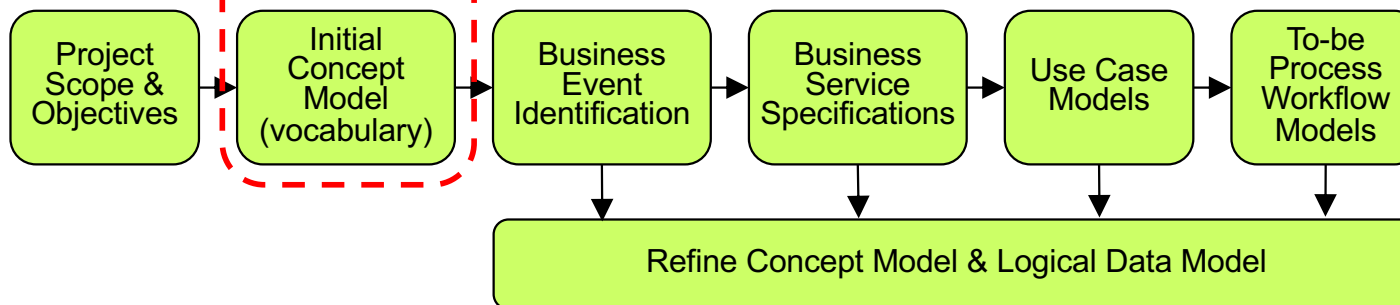 Project
Scope &
Objectives
Initial
Concept
Model
(vocabulary)
Business
Event
Identification
Business
Service
Specifications
Use Case
Models
To-be
Process
Workflow
Models
Refine Concept Model & Logical Data Model